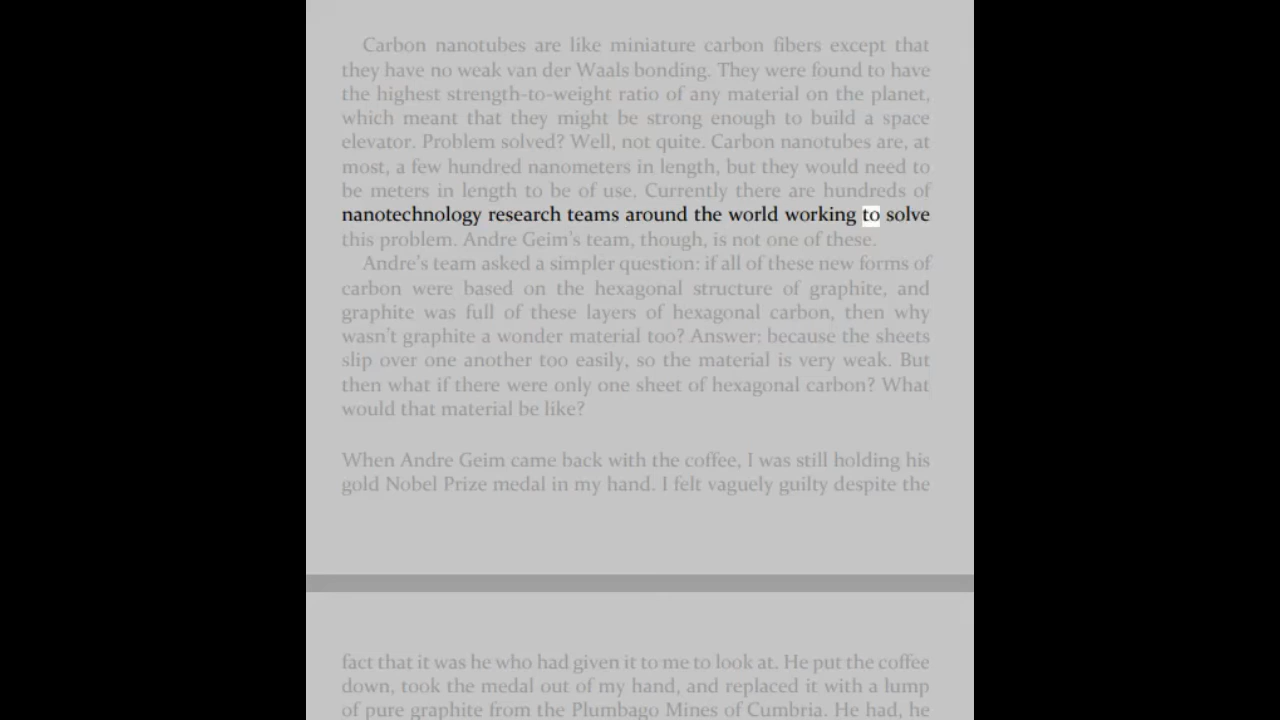 Carbon nanotubes are like miniature carbon fibers except that
they have no weak van der Waals bonding. They were found to have
the highest strength-to-weight ratio of any material on the planet,
which meant that they might be strong enough to build a space
elevator. Problem solved? Well, not quite. Carbon nanotubes are, at
most, a few hundred nanometers in length, but they would need to
be meters in length to be of use. Currently there are hundreds of
nanotechnology research teams around the world working to solve
this problem. Andre Geim's team, though, is not one of these.
Andre's team asked a simpler question: if all of these new forms of
carbon were based on the hexagonal structure of graphite, and
graphite was full of these layers of hexagonal carbon, then why
wasn't graphite a wonder material too? Answer: because the sheets
slip over one another too easily, so the material is very weak. But
then what if there were only one sheet of hexagonal carbon? What
would that material be like?
When Andre Geim came back with the coffee, I was still holding his
gold Nobel Prize medal in my hand. I felt vaguely guilty despite the
fact that it was he who had given it to me to look at. He put the coffee
down, took the medal out of my hand, and replaced it with a lump
of pure graphite from the Plumbago Mines of Cumbria. He had, he